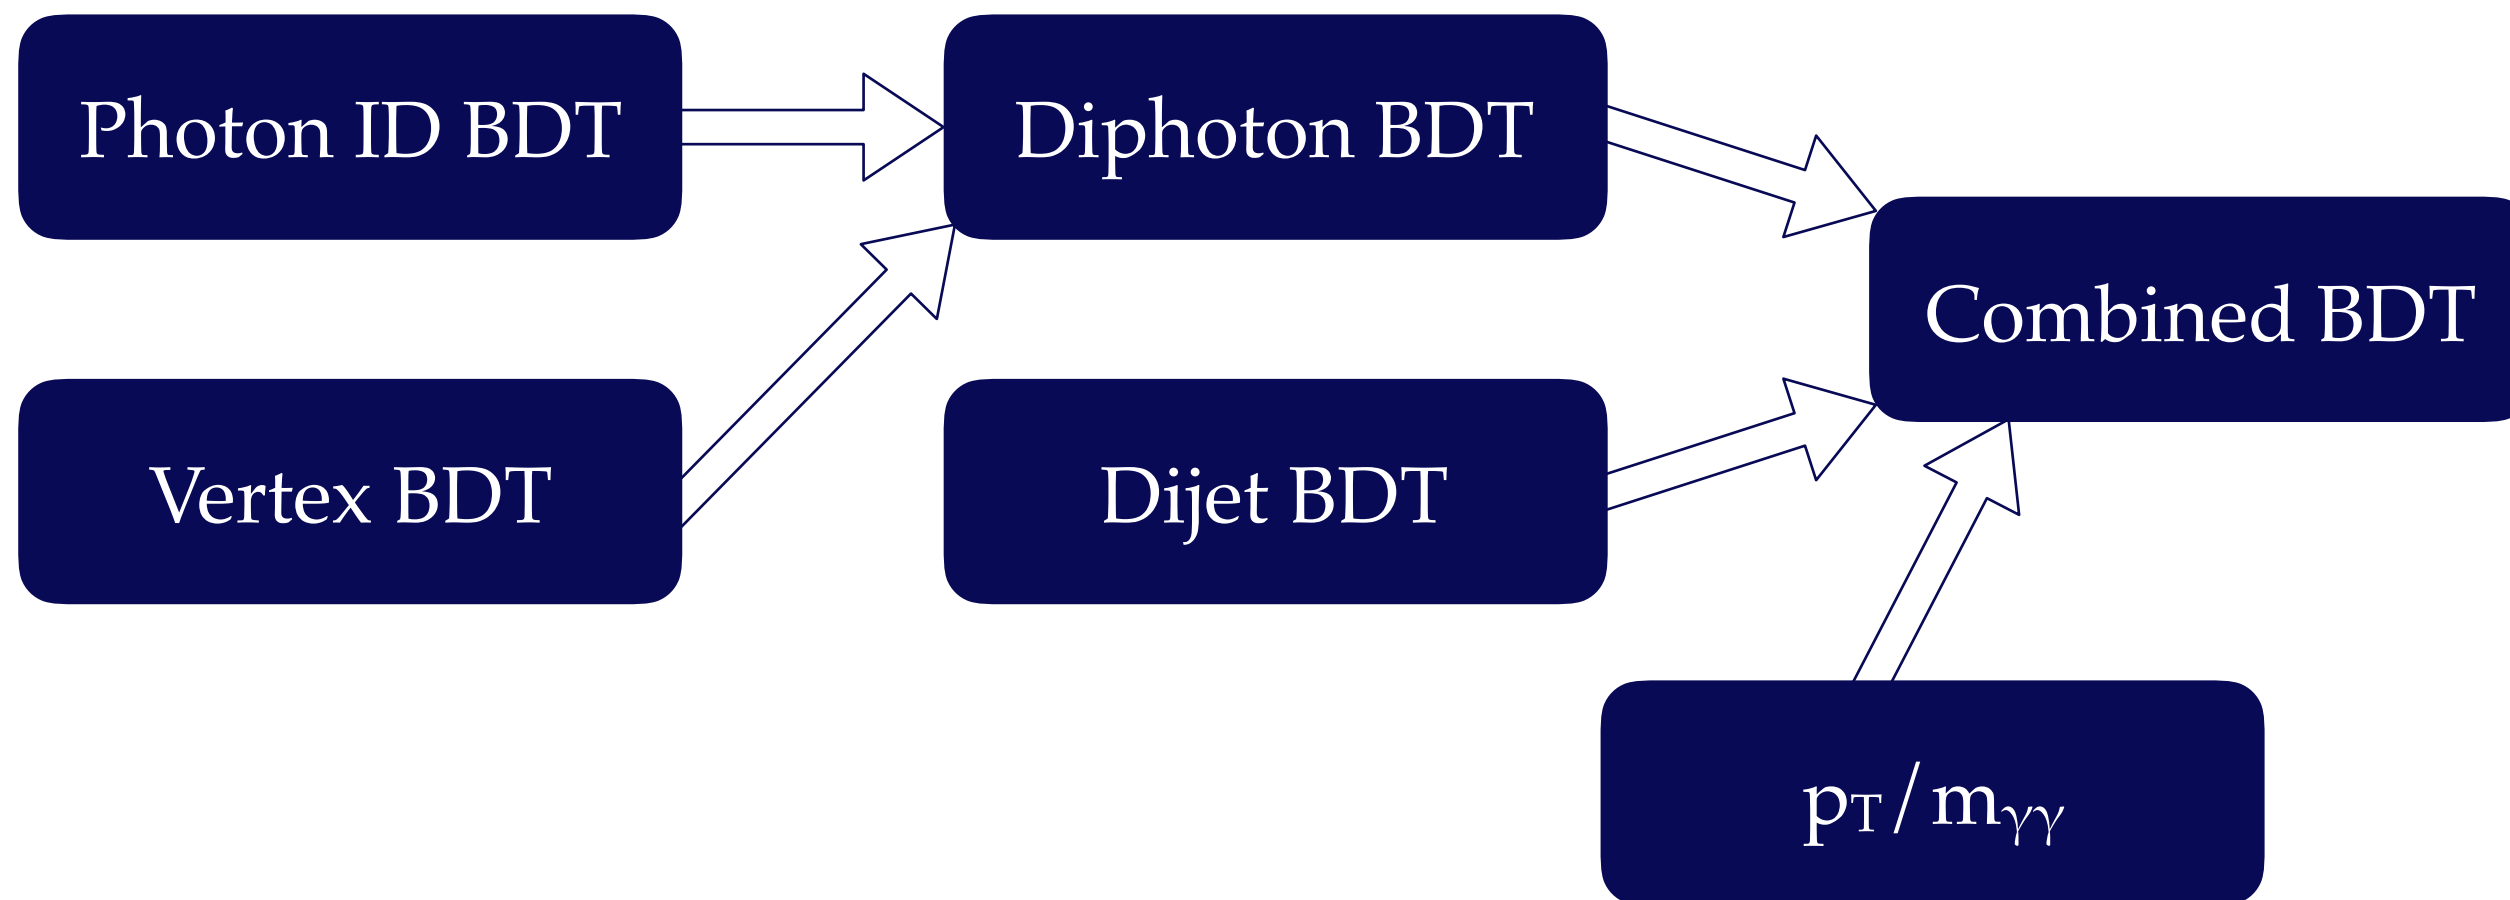 Photon ID BDT
Diphoton BDT
Combined BDT
Vertex BDT
Dijet BDT
pT / mγγ